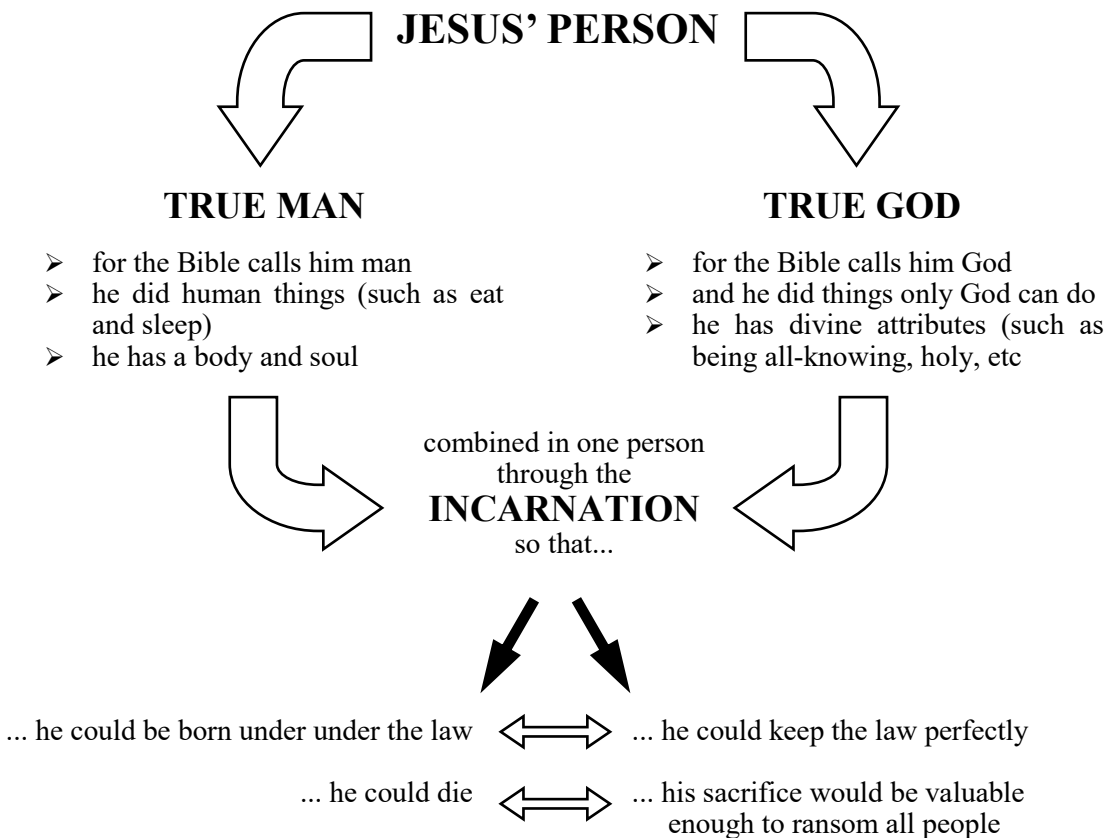 JESUS’ PERSON
TRUE MAN
➢ for the Bible calls him man
➢ he did human things (such as eat
and sleep)
➢ he has a body and soul
TRUE GOD
➢ for the Bible calls him God
➢ and he did things only God can do
➢ he has divine attributes (such as
being all-knowing, holy, etc
combined in one person
through the
INCARNATION
so that...
... he could be born under under the law
... he could keep the law perfectly
... he could die
... his sacrifice would be valuable
enough to ransom all people